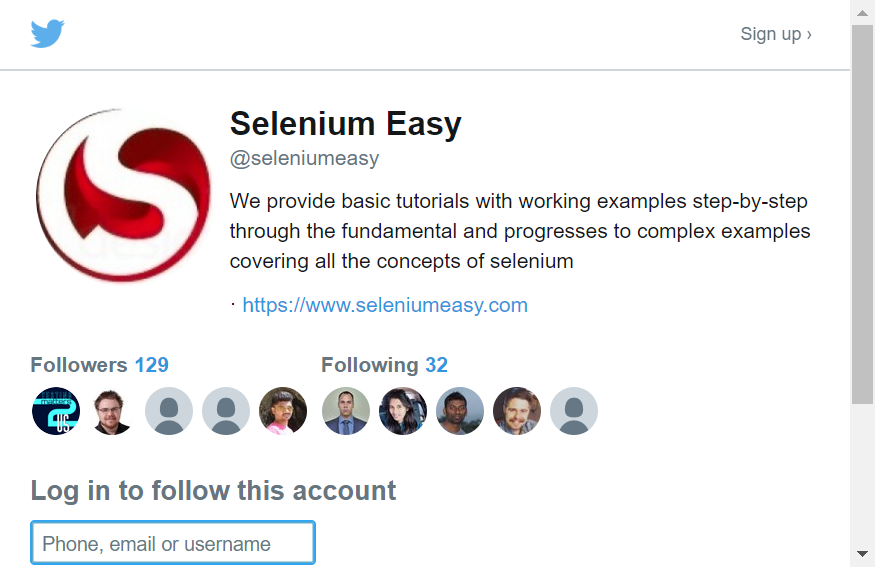 Sign up ›
Selenium Easy
@seleniumeasy
We provide basic tutorials with working examples step-by-step
through the fundamental and progresses to complex examples
covering all the concepts of selenium
· https://www.seleniumeasy.com
Followers 129 Following 32
matters
US
Log in to follow this account
Phone, email or username